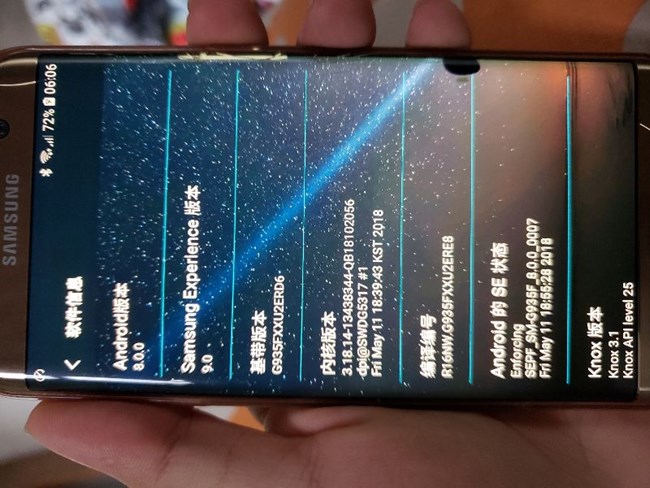 SAMSUNG
72% 06:06
软件信息
Android版本
8.0.0
Samsung Experience 版本
9.0
基带版本
G935FXXU2ERD6
内核版本
3.18.14-13438344-QB18102056
dpi@SWDG5317 #1
Fri May 11 18:39:43 KST 2018
编译编号
R16NW.G935FXXU2ERE8
Android 的 SE 状态
Enforcing
SEPF_SM-G935F_8.0.0_0007
Fri May 11 18:56:28 2018
Knox 版本
Knox 3.1
Knox API level 25